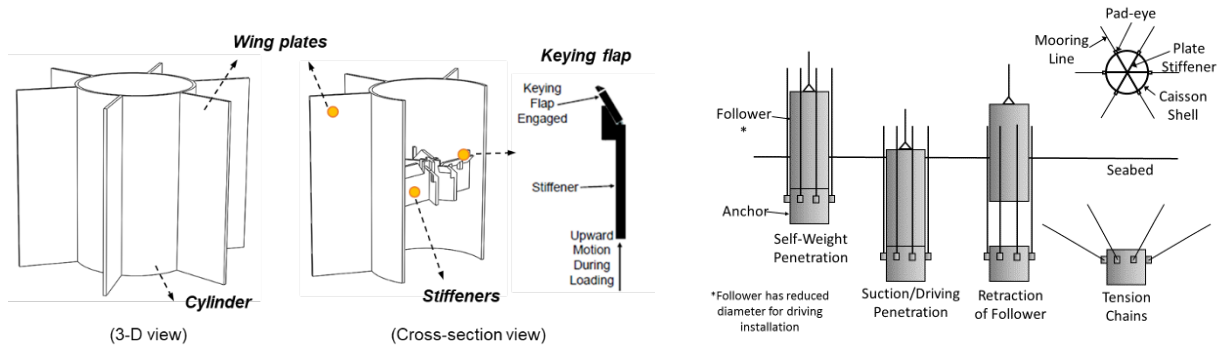 Wing plates
Keying flap
Keying
Flap
Engaged
Stiffener
Upward
Motion
During
Loading
Cylinder
Stiffeners
(3-D view)
(Cross-section view)
Pad-eye
Mooring
Line
Plate
Stiffener
Caisson
Shell
Follower
*
Seabed
Anchor
Self-Weight
Penetration
Suction/Driving
Penetration
Retraction
of Follower
Tension
Chains
*Follower has reduced
diameter for driving
installation